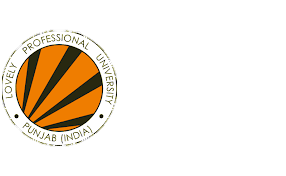 LOVELY PROFESSIONAL UNIVERSITY
PUNJAB (INDIA)